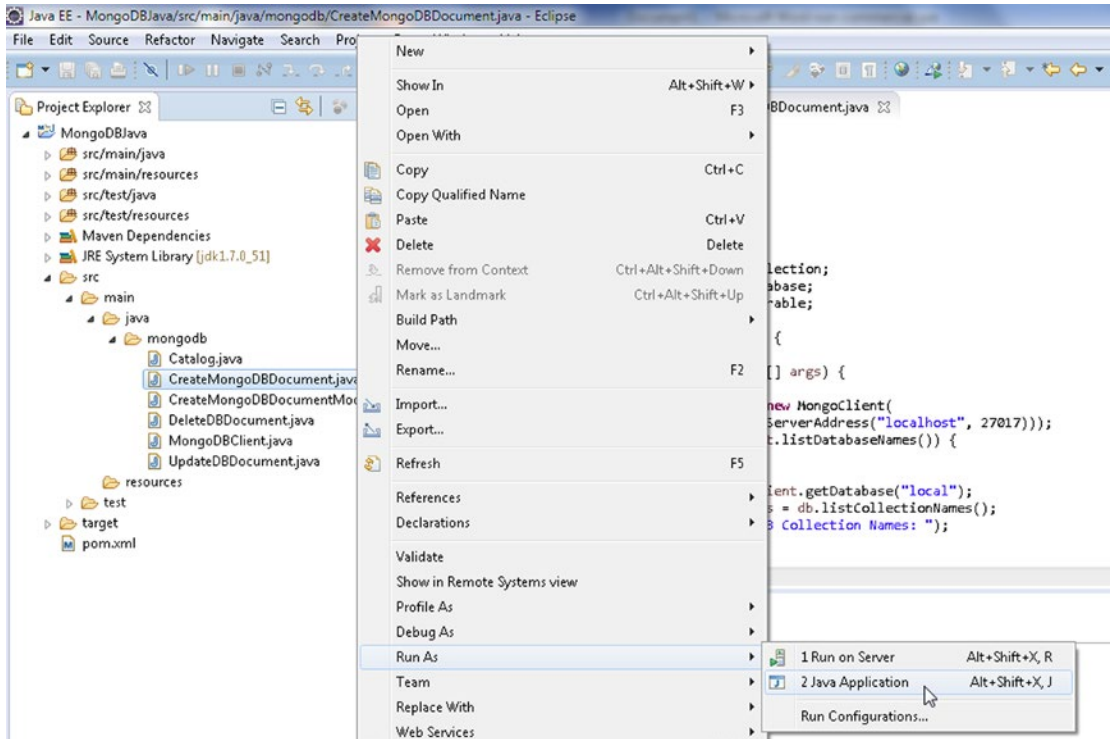 Java EE - MongoDBJava/src/main/java/mongodb/CreateMongoDBDocument.java - Eclipse
File Edit Source Refactor Navigate Search
Project Explorer
MongoDBJava
src/main/java
src/main/resources
src/test/java
src/test/resources
Maven Dependencies
JRE System Library [jdk1.7.0_51]
src
main
java
mongodb
Catalog.java
CreateMongoDBDocument.java
CreateMongoDBDocumentMo
DeleteDBDocument.java
MongoDBClient.java
UpdateDBDocument.java
resources
test
target
pom.xml
New
Show In Alt+Shift+W
Open F3
Open With
Copy Ctrl+C
Copy Qualified Name
Paste Ctrl+V
Delete Delete
Remove from Context Ctrl+Alt+Shift+Down
Mark as Landmark Ctrl+Alt+Shift+Up
Build Path
Move...
Rename... F2
Import...
Export...
Refresh F5
References
Declarations
Validate
Show in Remote Systems view
Profile As
Debug As
Run As
Team
Replace With
Web Services
1 Run on Server Alt+Shift+X, R
2 Java Application Alt+Shift+X, J
Run Configurations...
BDocument.java
lection;
abase;
rable;
{
[] args) {
new MongoClient(
ServerAddress("localhost", 27017)));
t.listDatabaseNames()) {
ient.getDatabase("local");
s = db.listCollectionNames();
B Collection Names: ");